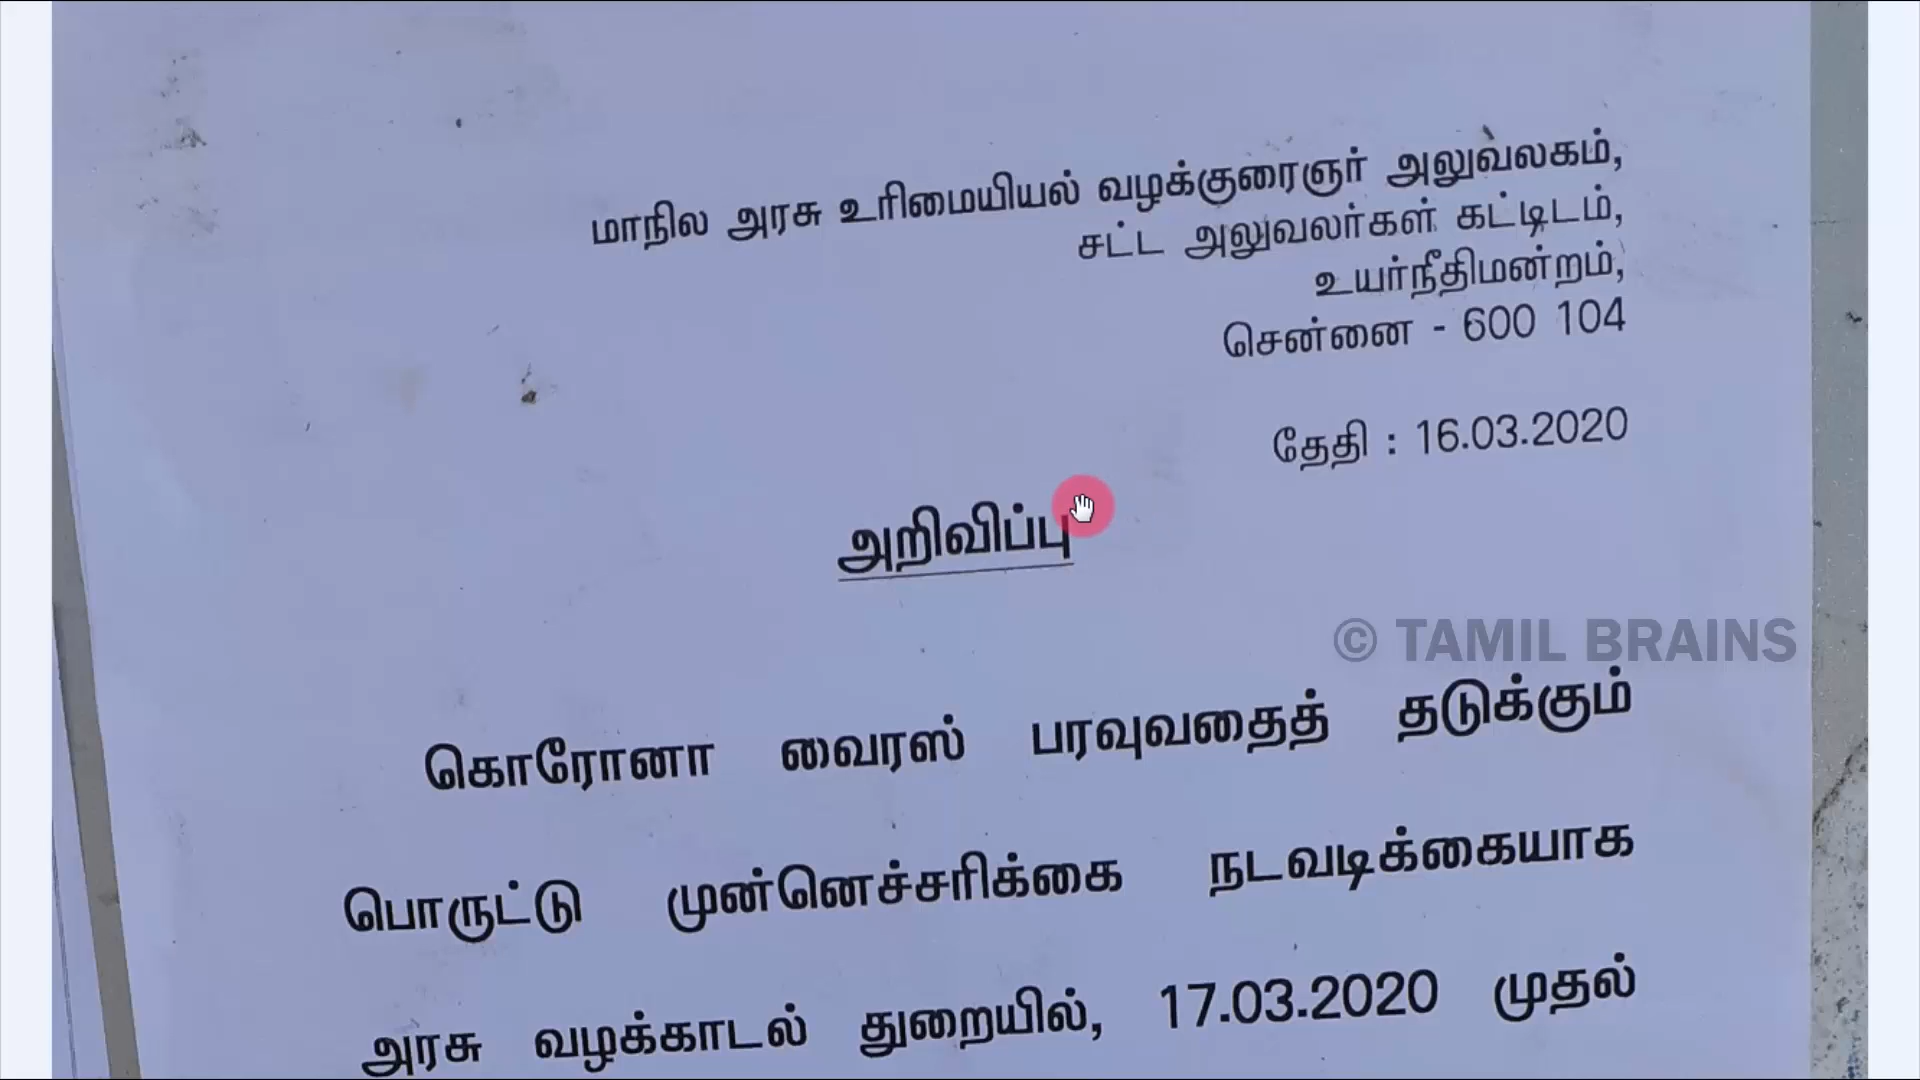 மாநில அரசு உரிமையியல் வழக்குரைஞர் அலுவலகம்,
சட்ட அலுவலர்கள் கட்டிடம்,
உயர்நீதிமன்றம்,
சென்னை - 600 104
தேதி : 16.03.2020
அறிவிப்பு
© TAMIL BRAINS
கொரோனா வைரஸ் பரவுவதைத் தடுக்கும்
பொருட்டு முன்னெச்சரிக்கை நடவடிக்கையாக
அரசு வழக்காடல் துறையில், 17.03.2020 முதல்